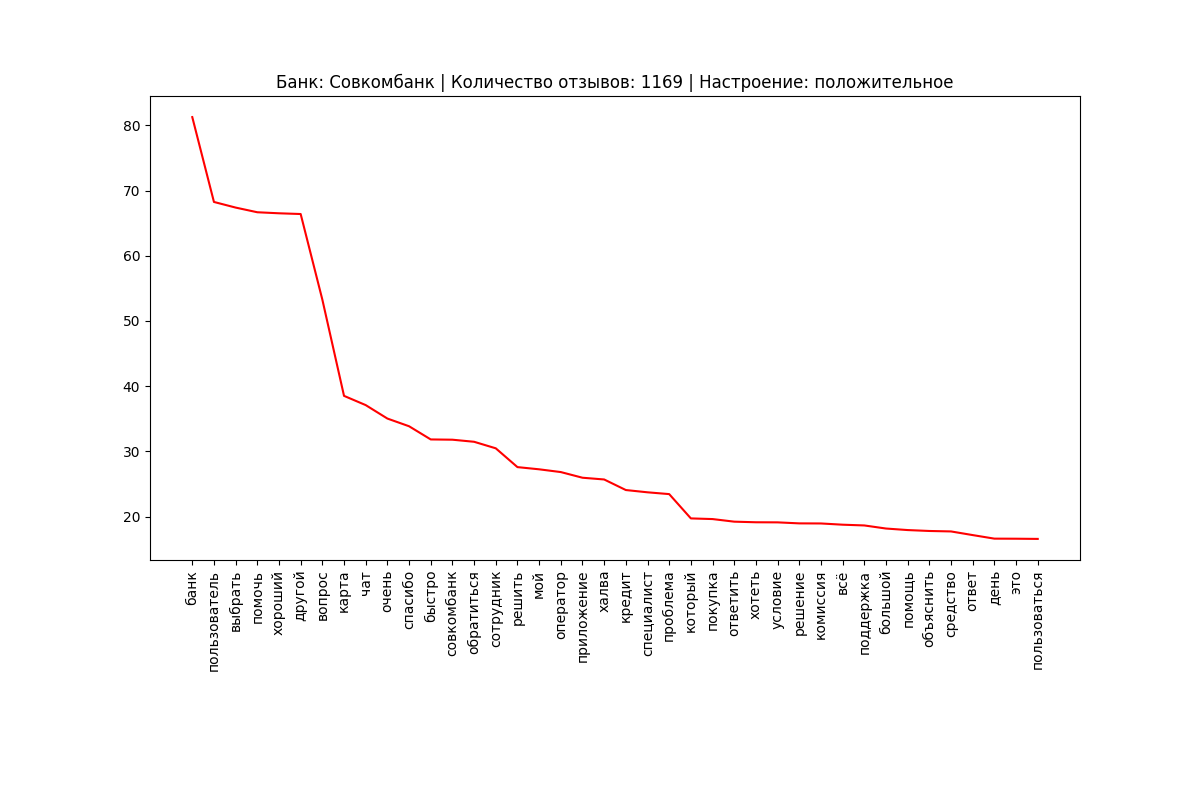 Банк: Совкомбанк | Количество отзывов: 1169 | Настроение: положительное
80
70
60
50
40
30
20
банк
пользователь
выбрать
помочь
хороший
другой
вопрос
карта
чат
очень
спасибо
быстро
совкомбанк
обратиться
сотрудник
решить
мой
оператор
приложение
халва
кредит
специалист
проблема
который
покупка
ответить
хотеть
условие
решение
комиссия
всё
поддержка
большой
помощь
объяснить
средство
ответ
день
это
пользоваться